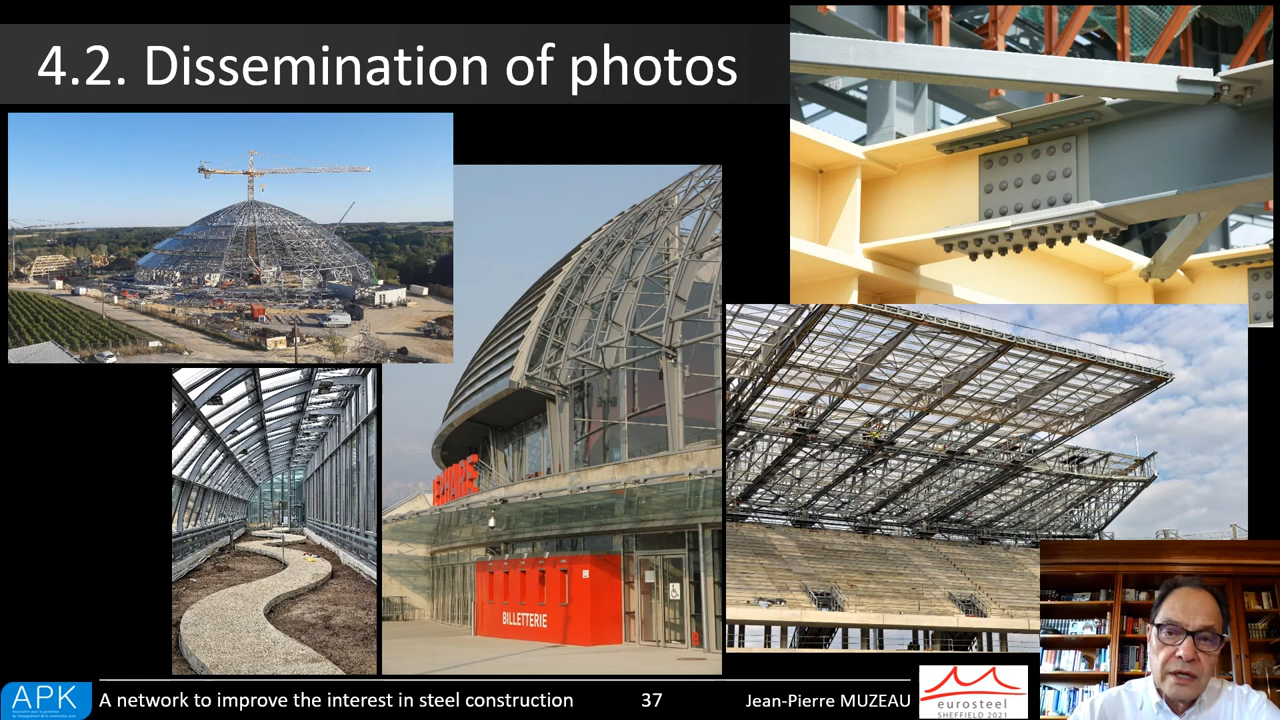 4.2. Dissemination of photos
BILLETTERIE
APK
A network to improve the interest in steel construction
37
Jean-Pierre MUZEAU
eurosteel
SHEFFIELD 2021